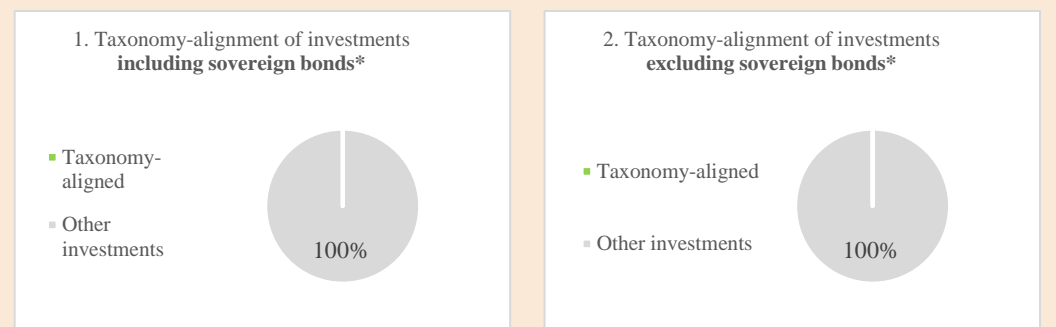 1. Taxonomy-alignment of investments
including sovereign bonds*
Taxonomy-
aligned
Other
investments
100%
2. Taxonomy-alignment of investments
excluding sovereign bonds*
Taxonomy-aligned
Other investments
100%